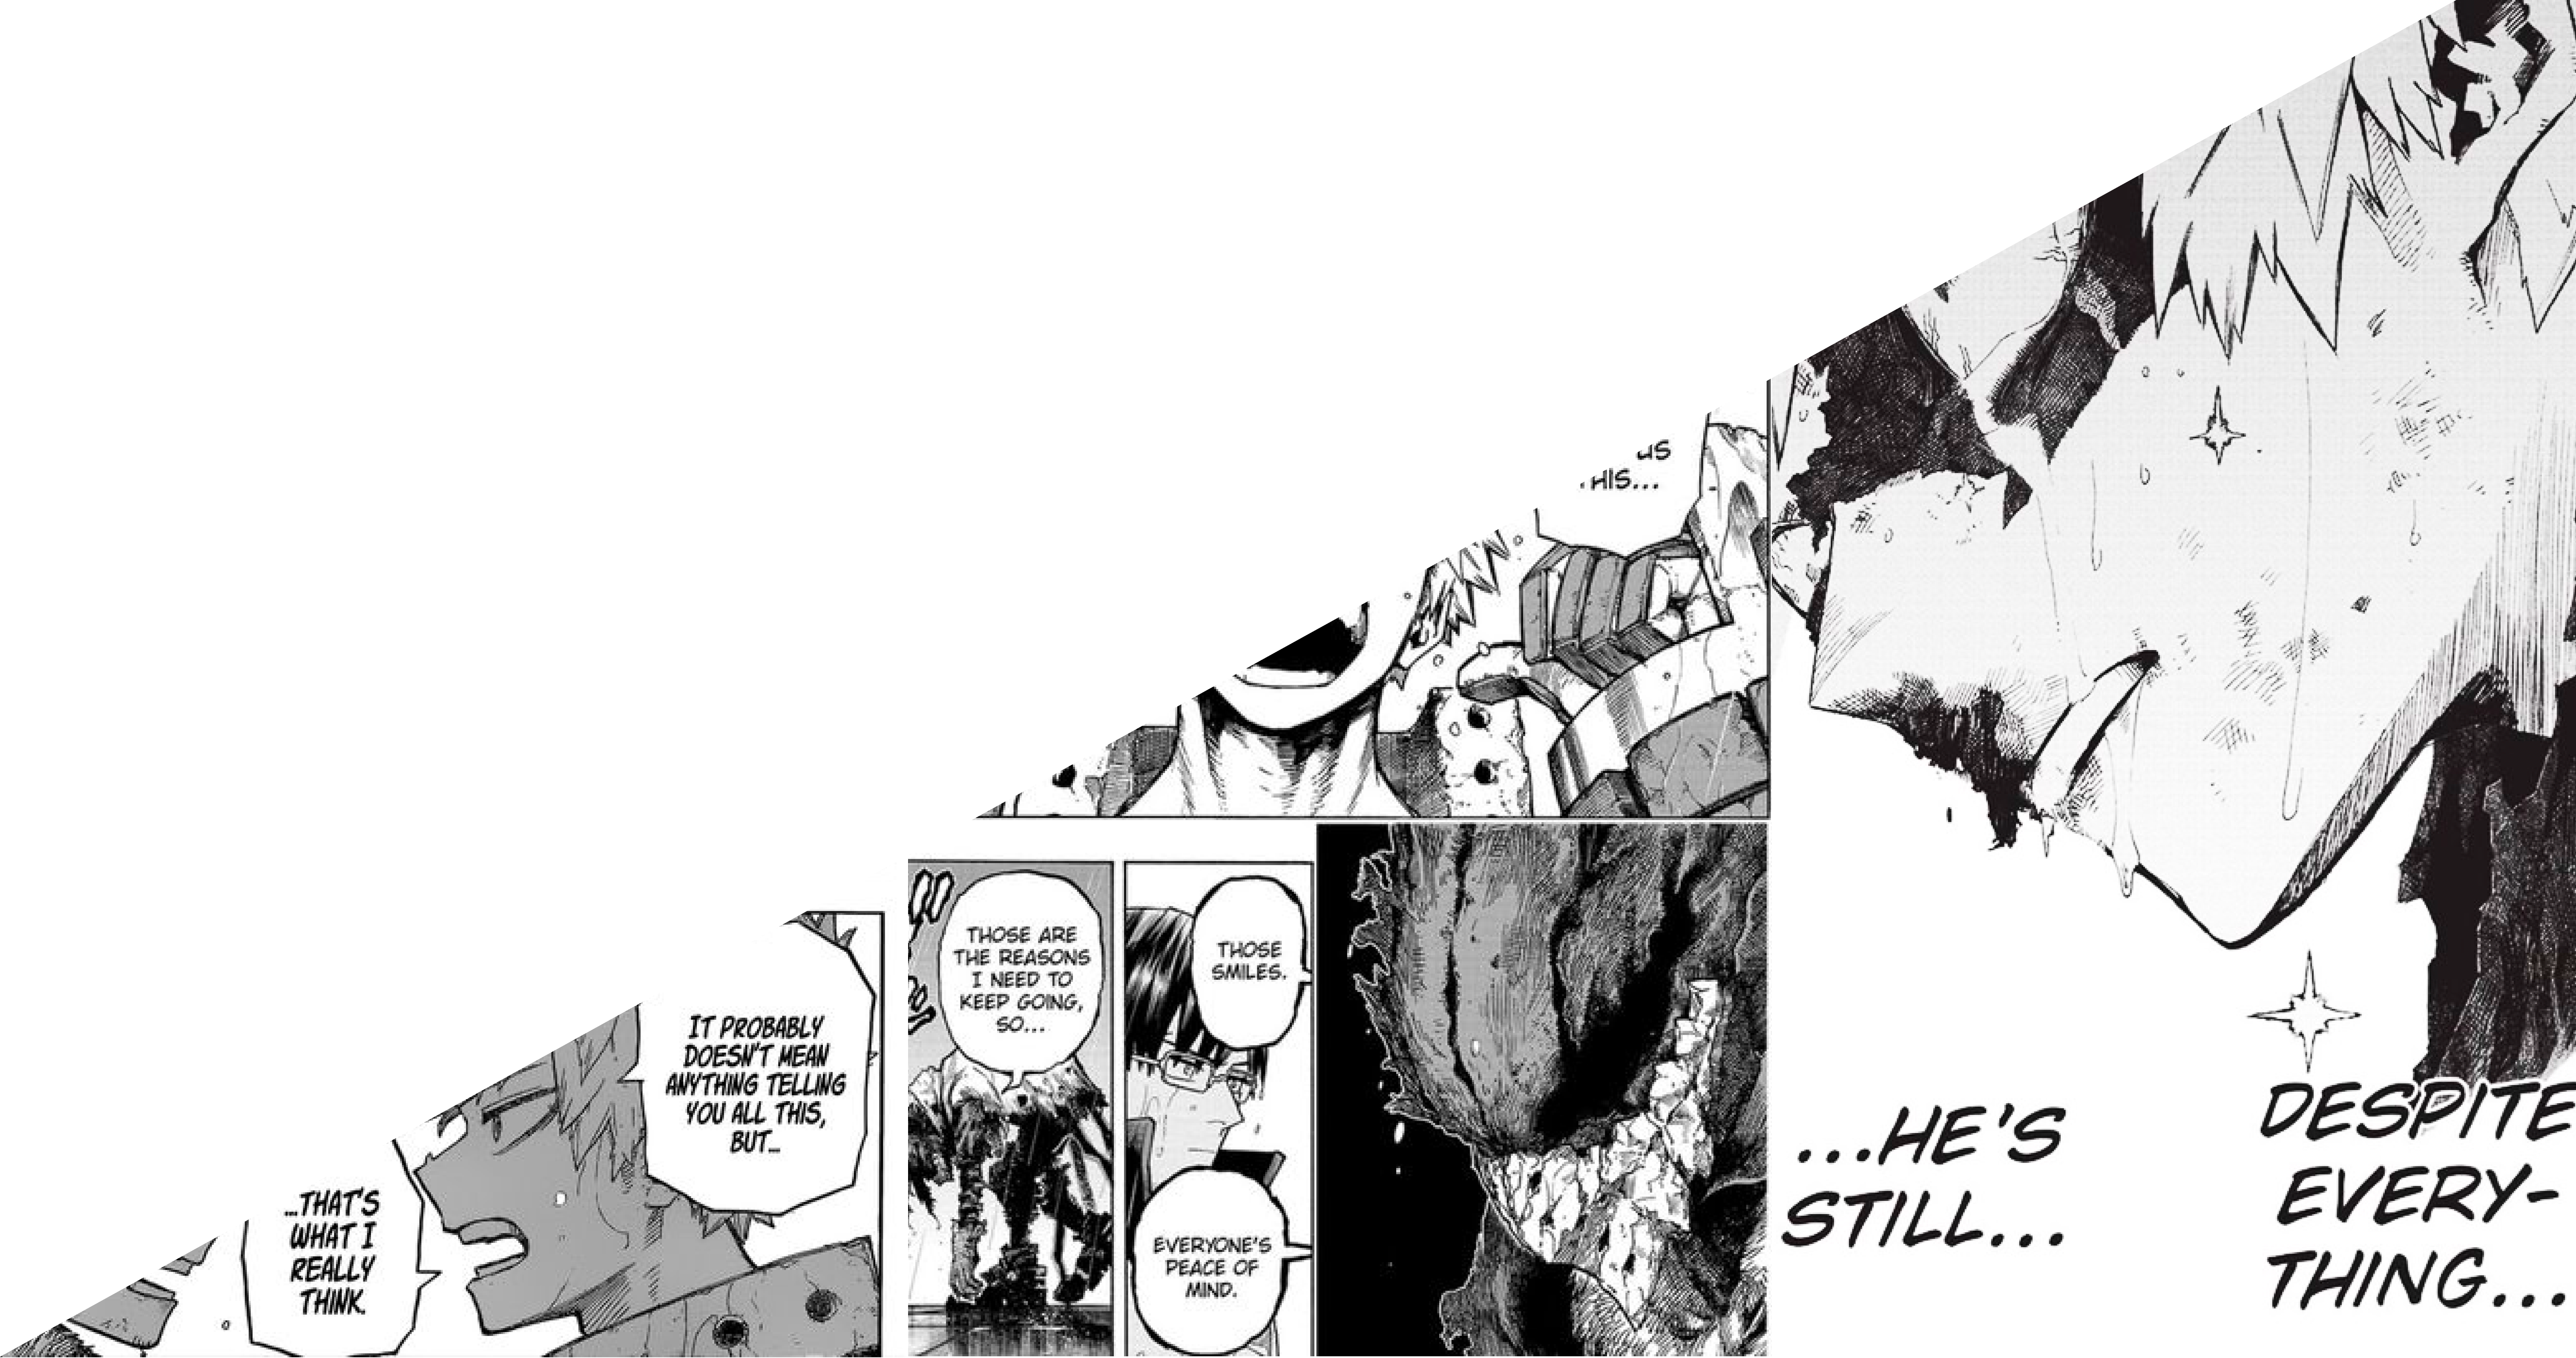 HIS...
IT PROBABLY
DOESN'T MEAN
ANYTHING TELLING
YOU ALL THIS,
BUT...
...THAT'S
WHAT I
REALLY
THINK.
THOSE ARE
THE REASONS
I NEED TO
KEEP GOING,
SO...
THOSE
SMILES.
EVERYONE'S
PEACE OF
MIND.
DESPITE
EVERY-
THING...
...HE'S
STILL...